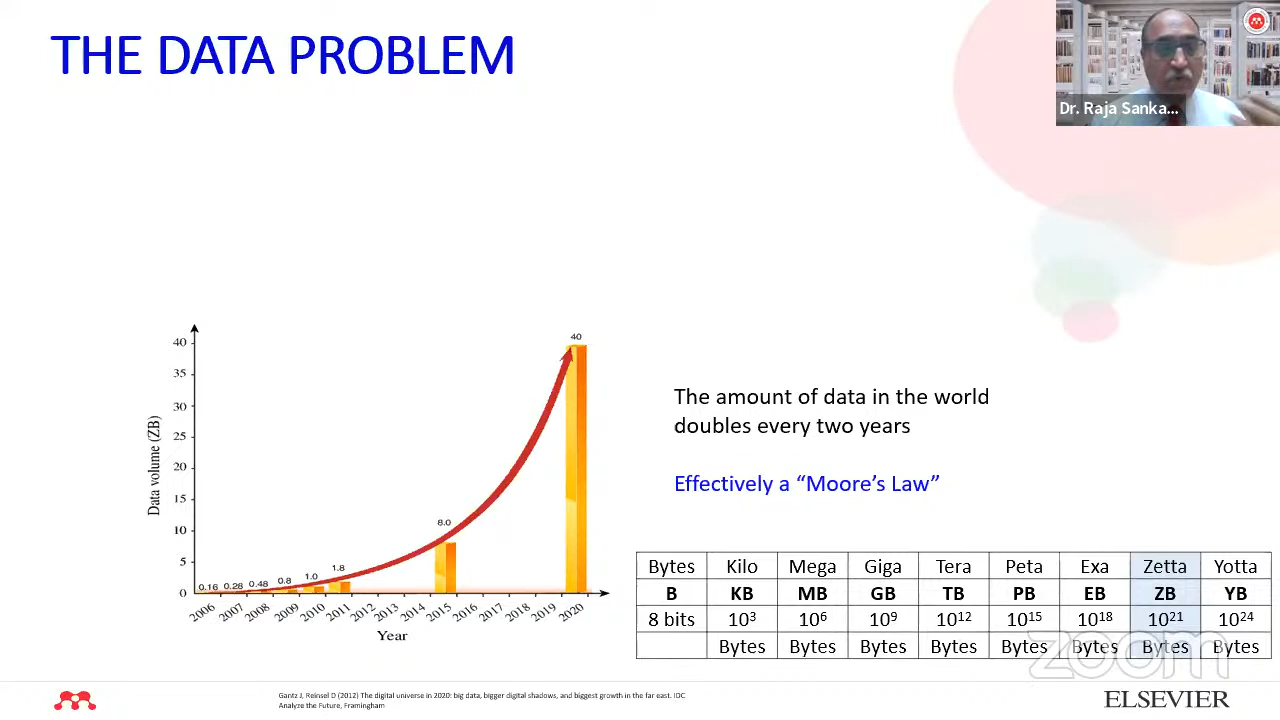 THE DATA PROBLEM
Dr. Raja Sanka...
40
35
30
25
20
15
10
5
0
Data volume (ZB)
0.16 0.28 0.48 0.8 1.0 1.8 8.0 40
2006 2007 2008 2009 2010 2011 2012 2013 2014 2015 2016 2017 2018 2019 2020
Year
The amount of data in the world
doubles every two years
Effectively a “Moore’s Law”
Bytes Kilo Mega Giga Tera Peta Exa Zetta Yotta
B KB MB GB TB PB EB ZB YB
8 bits 10³ 10⁶ 10⁹ 10¹² 10¹⁵ 10¹⁸ 10²¹ 10²⁴
Bytes Bytes Bytes Bytes Bytes Bytes Bytes Bytes
zoom
Gantz J, Reinsel D (2012) The digital universe in 2020: big data, bigger digital shadows, and biggest growth in the far east. IDC
Analyze the Future, Framingham
ELSEVIER